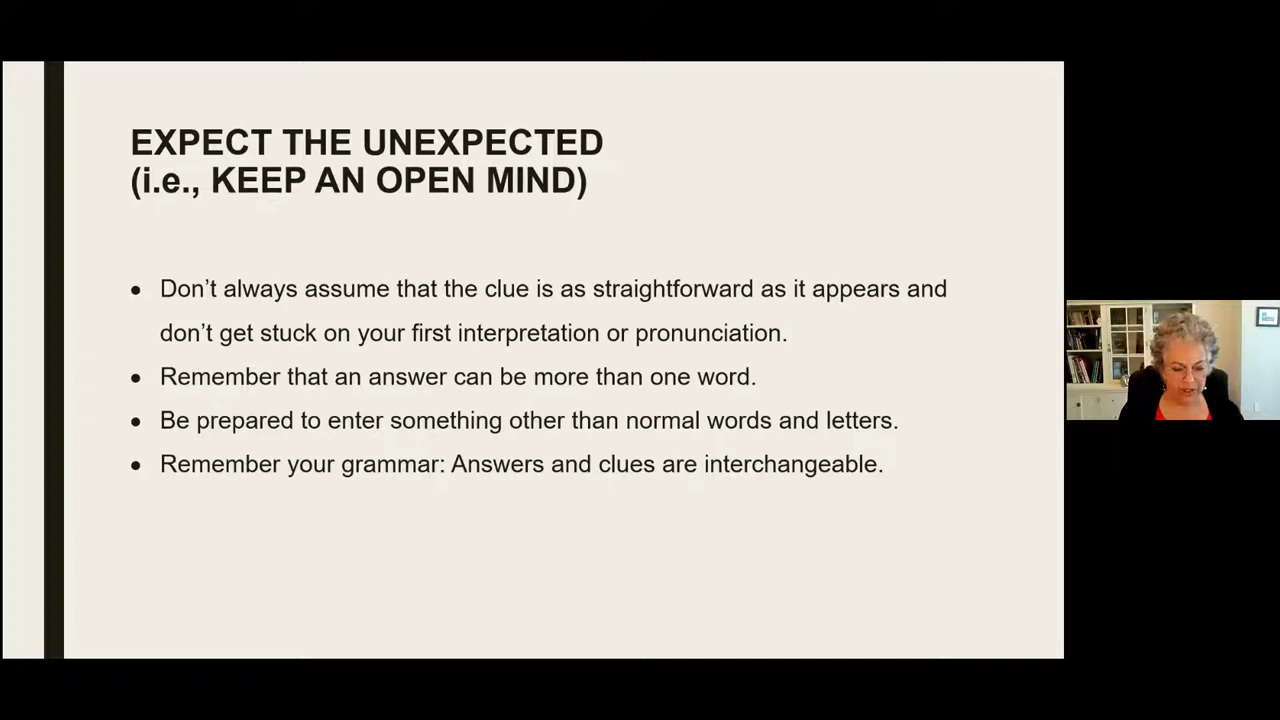 EXPECT THE UNEXPECTED
(i.e., KEEP AN OPEN MIND)
• Don’t always assume that the clue is as straightforward as it appears and
don’t get stuck on your first interpretation or pronunciation.
• Remember that an answer can be more than one word.
• Be prepared to enter something other than normal words and letters.
• Remember your grammar: Answers and clues are interchangeable.